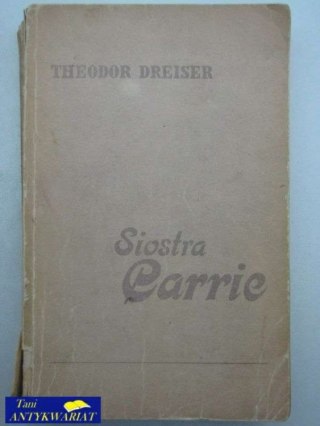 THEODOR DREISER
Siostra
Carrie
Tani
ANTYKWARIAT